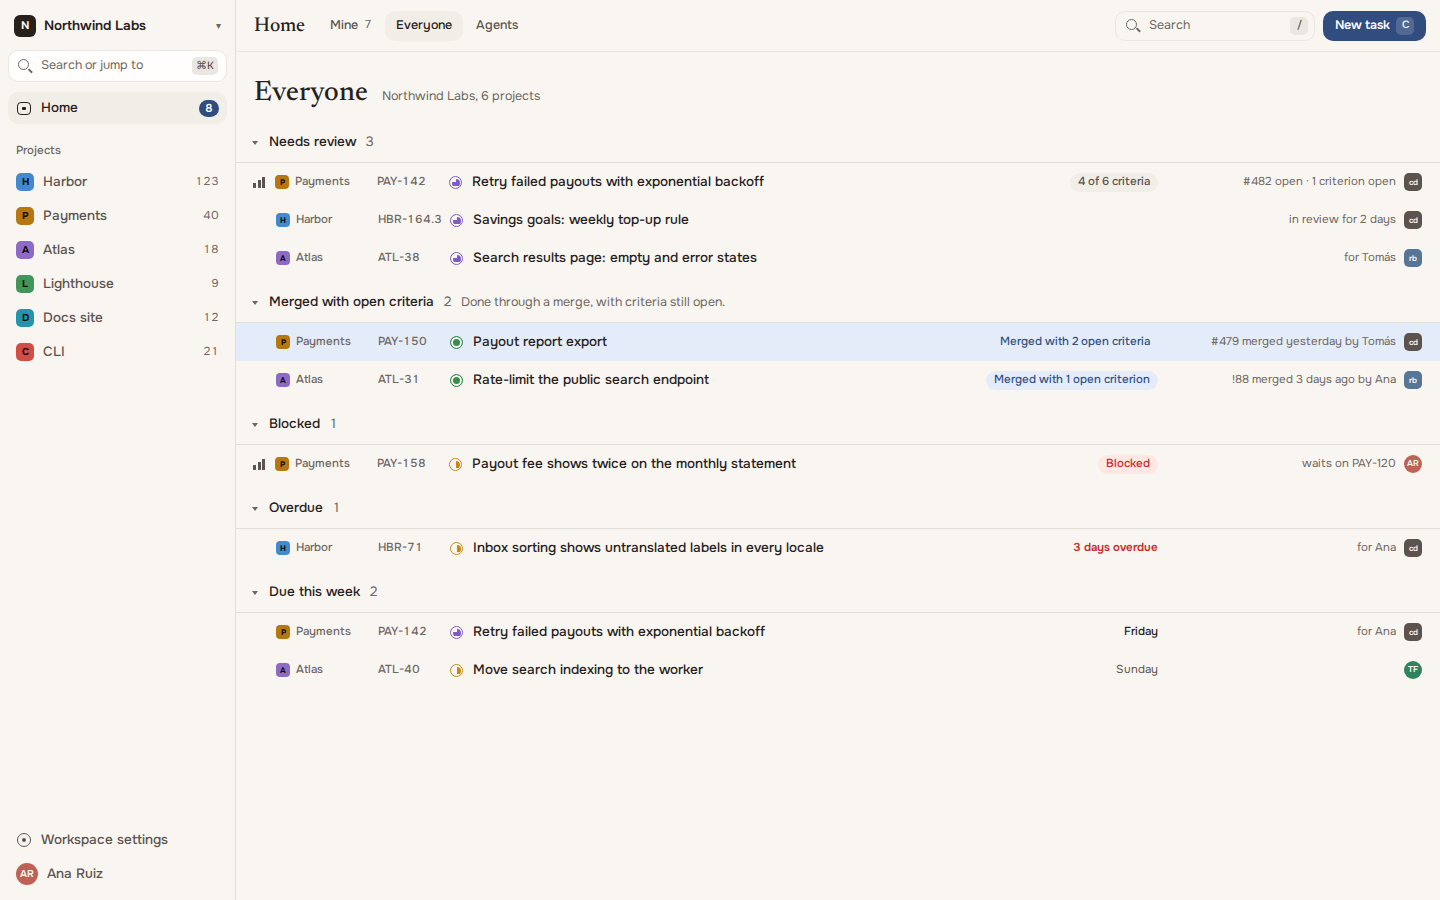 N Northwind Labs
Search or jump to ⌘K
Home 8
Projects
H Harbor 123
P Payments 40
A Atlas 18
L Lighthouse 9
D Docs site 12
C CLI 21
Workspace settings
AR Ana Ruiz
Home Mine 7 Everyone Agents Search / New task C
Everyone Northwind Labs, 6 projects
Needs review 3
P Payments PAY-142 Retry failed payouts with exponential backoff 4 of 6 criteria #482 open · 1 criterion open cd
H Harbor HBR-164.3 Savings goals: weekly top-up rule in review for 2 days cd
A Atlas ATL-38 Search results page: empty and error states for Tomás rb
Merged with open criteria 2 Done through a merge, with criteria still open.
P Payments PAY-150 Payout report export Merged with 2 open criteria #479 merged yesterday by Tomás cd
A Atlas ATL-31 Rate-limit the public search endpoint Merged with 1 open criterion !88 merged 3 days ago by Ana rb
Blocked 1
P Payments PAY-158 Payout fee shows twice on the monthly statement Blocked waits on PAY-120 AR
Overdue 1
H Harbor HBR-71 Inbox sorting shows untranslated labels in every locale 3 days overdue for Ana cd
Due this week 2
P Payments PAY-142 Retry failed payouts with exponential backoff Friday for Ana cd
A Atlas ATL-40 Move search indexing to the worker Sunday TF